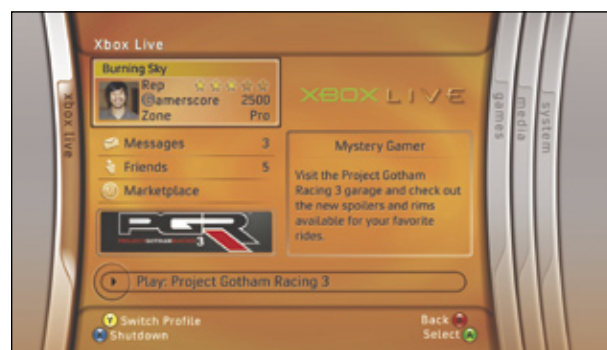 Xbox Live
Burning Sky
Rep
Gamerscore 2500
Zone Pro
XBOX LIVE
Messages 3
Friends 5
Marketplace
Mystery Gamer
Visit the Project Gotham
Racing 3 garage and check out
the new spoilers and rims
available for your favorite
rides.
PGR
PROJECT GOTHAM RACING 3
Play: Project Gotham Racing 3
Y Switch Profile
X Shutdown
Back B
Select A
xbox live
games
media
system